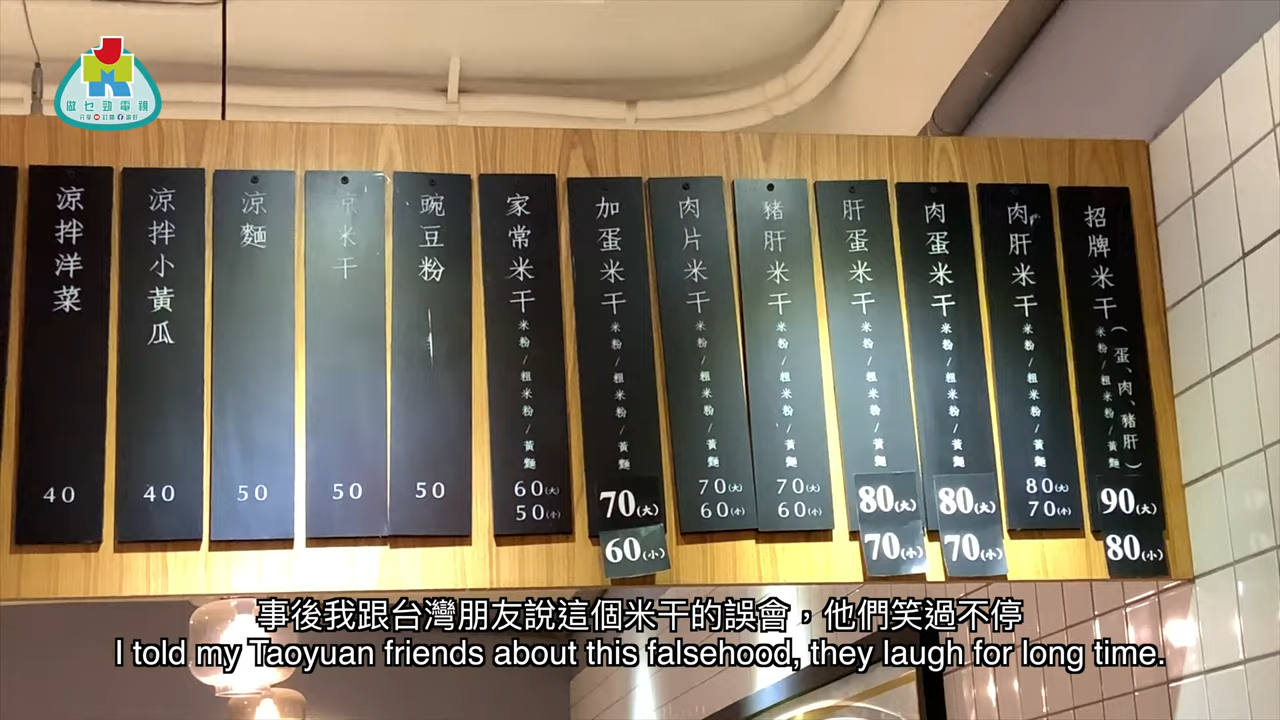 做乜勁電視
招牌米干(蛋、肉、豬肝)
米粉/粗米粉/黃麵
90(大)
80(小)
肉肝米干
米粉/粗米粉/黃麵
80(大)
70(小)
肉蛋米干
米粉/粗米粉/黃麵
80(大)
70(小)
肝蛋米干
米粉/粗米粉/黃麵
80(大)
70(小)
豬肝米干
米粉/粗米粉/黃麵
70(大)
60(小)
肉片米干
米粉/粗米粉/黃麵
70(大)
60(小)
加蛋米干
米粉/粗米粉/黃麵
70(大)
60(小)
家常米干
米粉/粗米粉/黃麵
60(大)
50(小)
豌豆粉
50
涼米干
50
涼麵
50
涼拌小黃瓜
40
涼拌洋菜
40
事後我跟台灣朋友說這個米干的誤會，他們笑過不停
I told my Taoyuan friends about this falsehood, they laugh for long time.